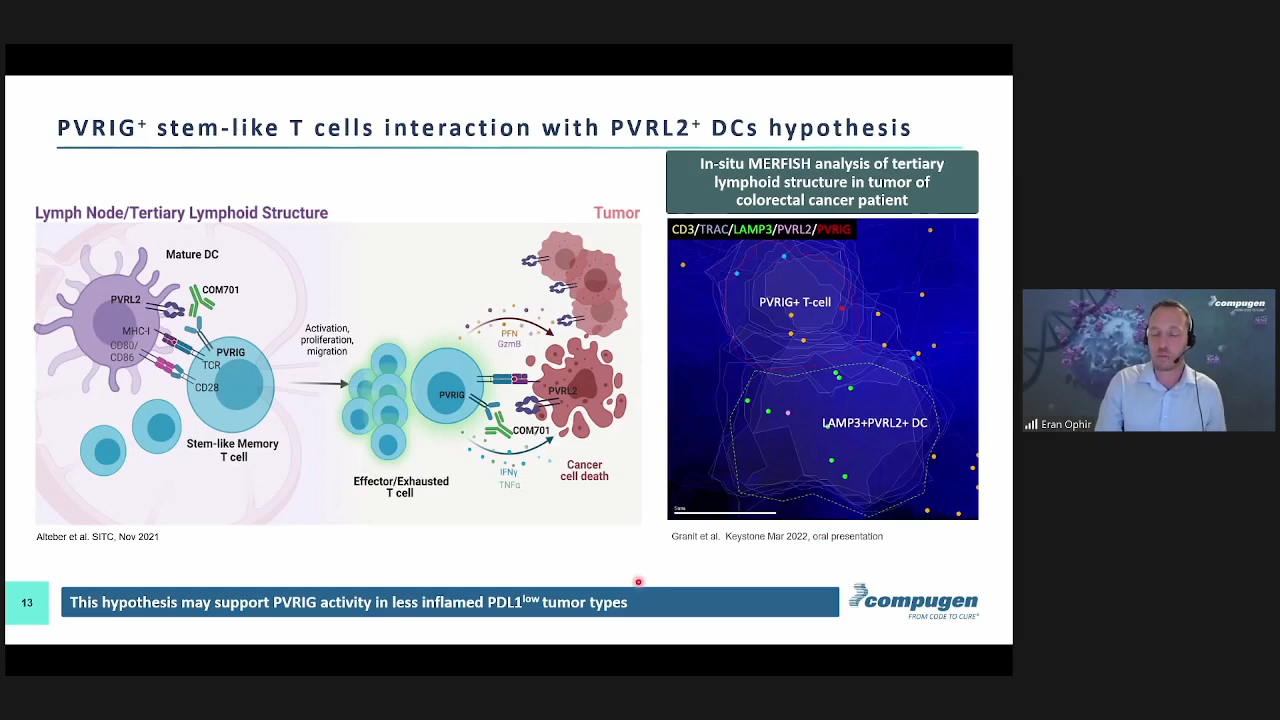 PVRIG⁺ stem-like T cells interaction with PVRL2⁺ DCs hypothesis
In-situ MERFISH analysis of tertiary
lymphoid structure in tumor of
colorectal cancer patient
Lymph Node/Tertiary Lymphoid Structure
Tumor
Mature DC
PVRL2
COM701
MHC-I
CD80/
CD86
PVRIG
TCR
CD28
Stem-like Memory
T cell
Activation,
proliferation,
migration
PFN
GzmB
PVRIG
PVRL2
COM701
IFNγ
TNFα
Effector/Exhausted
T cell
Cancer
cell death
CD3/TRAC/LAMP3/PVRL2/PVRIG
PVRIG+ T-cell
LAMP3+PVRL2+ DC
Alteber et al. SITC, Nov 2021
Granit et al. Keystone Mar 2022, oral presentation
13
This hypothesis may support PVRIG activity in less inflamed PDL1ˡᵒʷ tumor types
compugen
FROM CODE TO CURE®
compugen
Eran Ophir